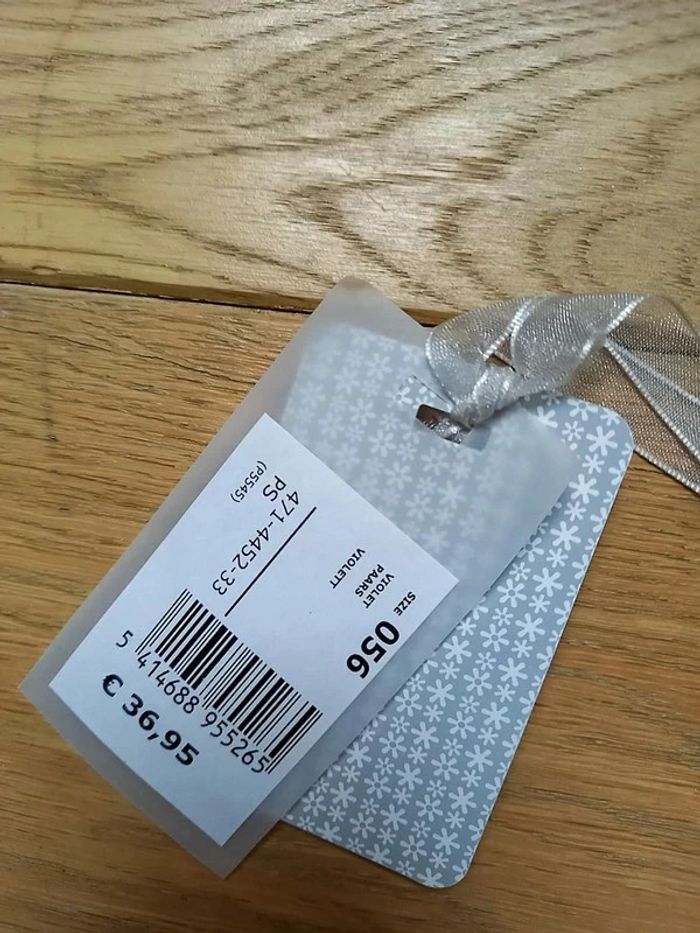 471-4452-33
PS
(P5545)
VIOLET
PAARS
VIOLETT
SIZE 056
5 414688 955265
€ 36,95